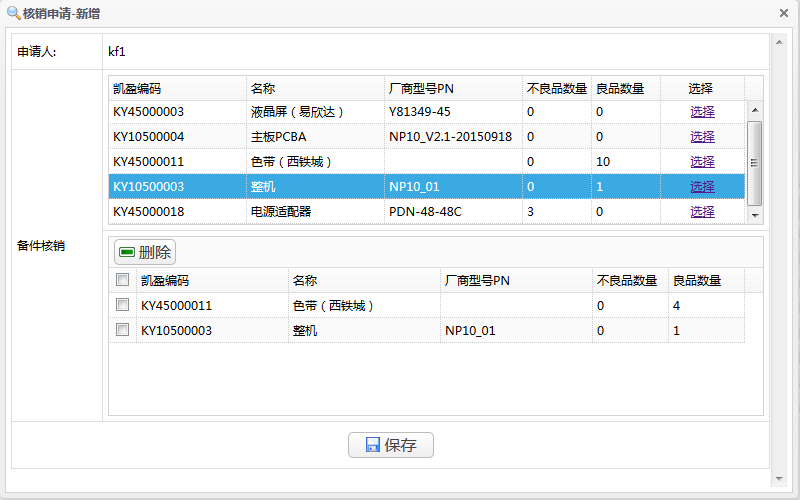 核销申请-新增
申请人: kf1
凯盈编码 名称 厂商型号PN 不良品数量 良品数量 选择
KY45000003 液晶屏（易欣达） Y81349-45 0 0 选择
KY10500004 主板PCBA NP10_V2.1-20150918 0 0 选择
KY45000011 色带（西铁城） 0 10 选择
KY10500003 整机 NP10_01 0 1 选择
KY45000018 电源适配器 PDN-48-48C 3 0 选择
备件核销
删除
凯盈编码 名称 厂商型号PN 不良品数量 良品数量
KY45000011 色带（西铁城） 0 4
KY10500003 整机 NP10_01 0 1
保存